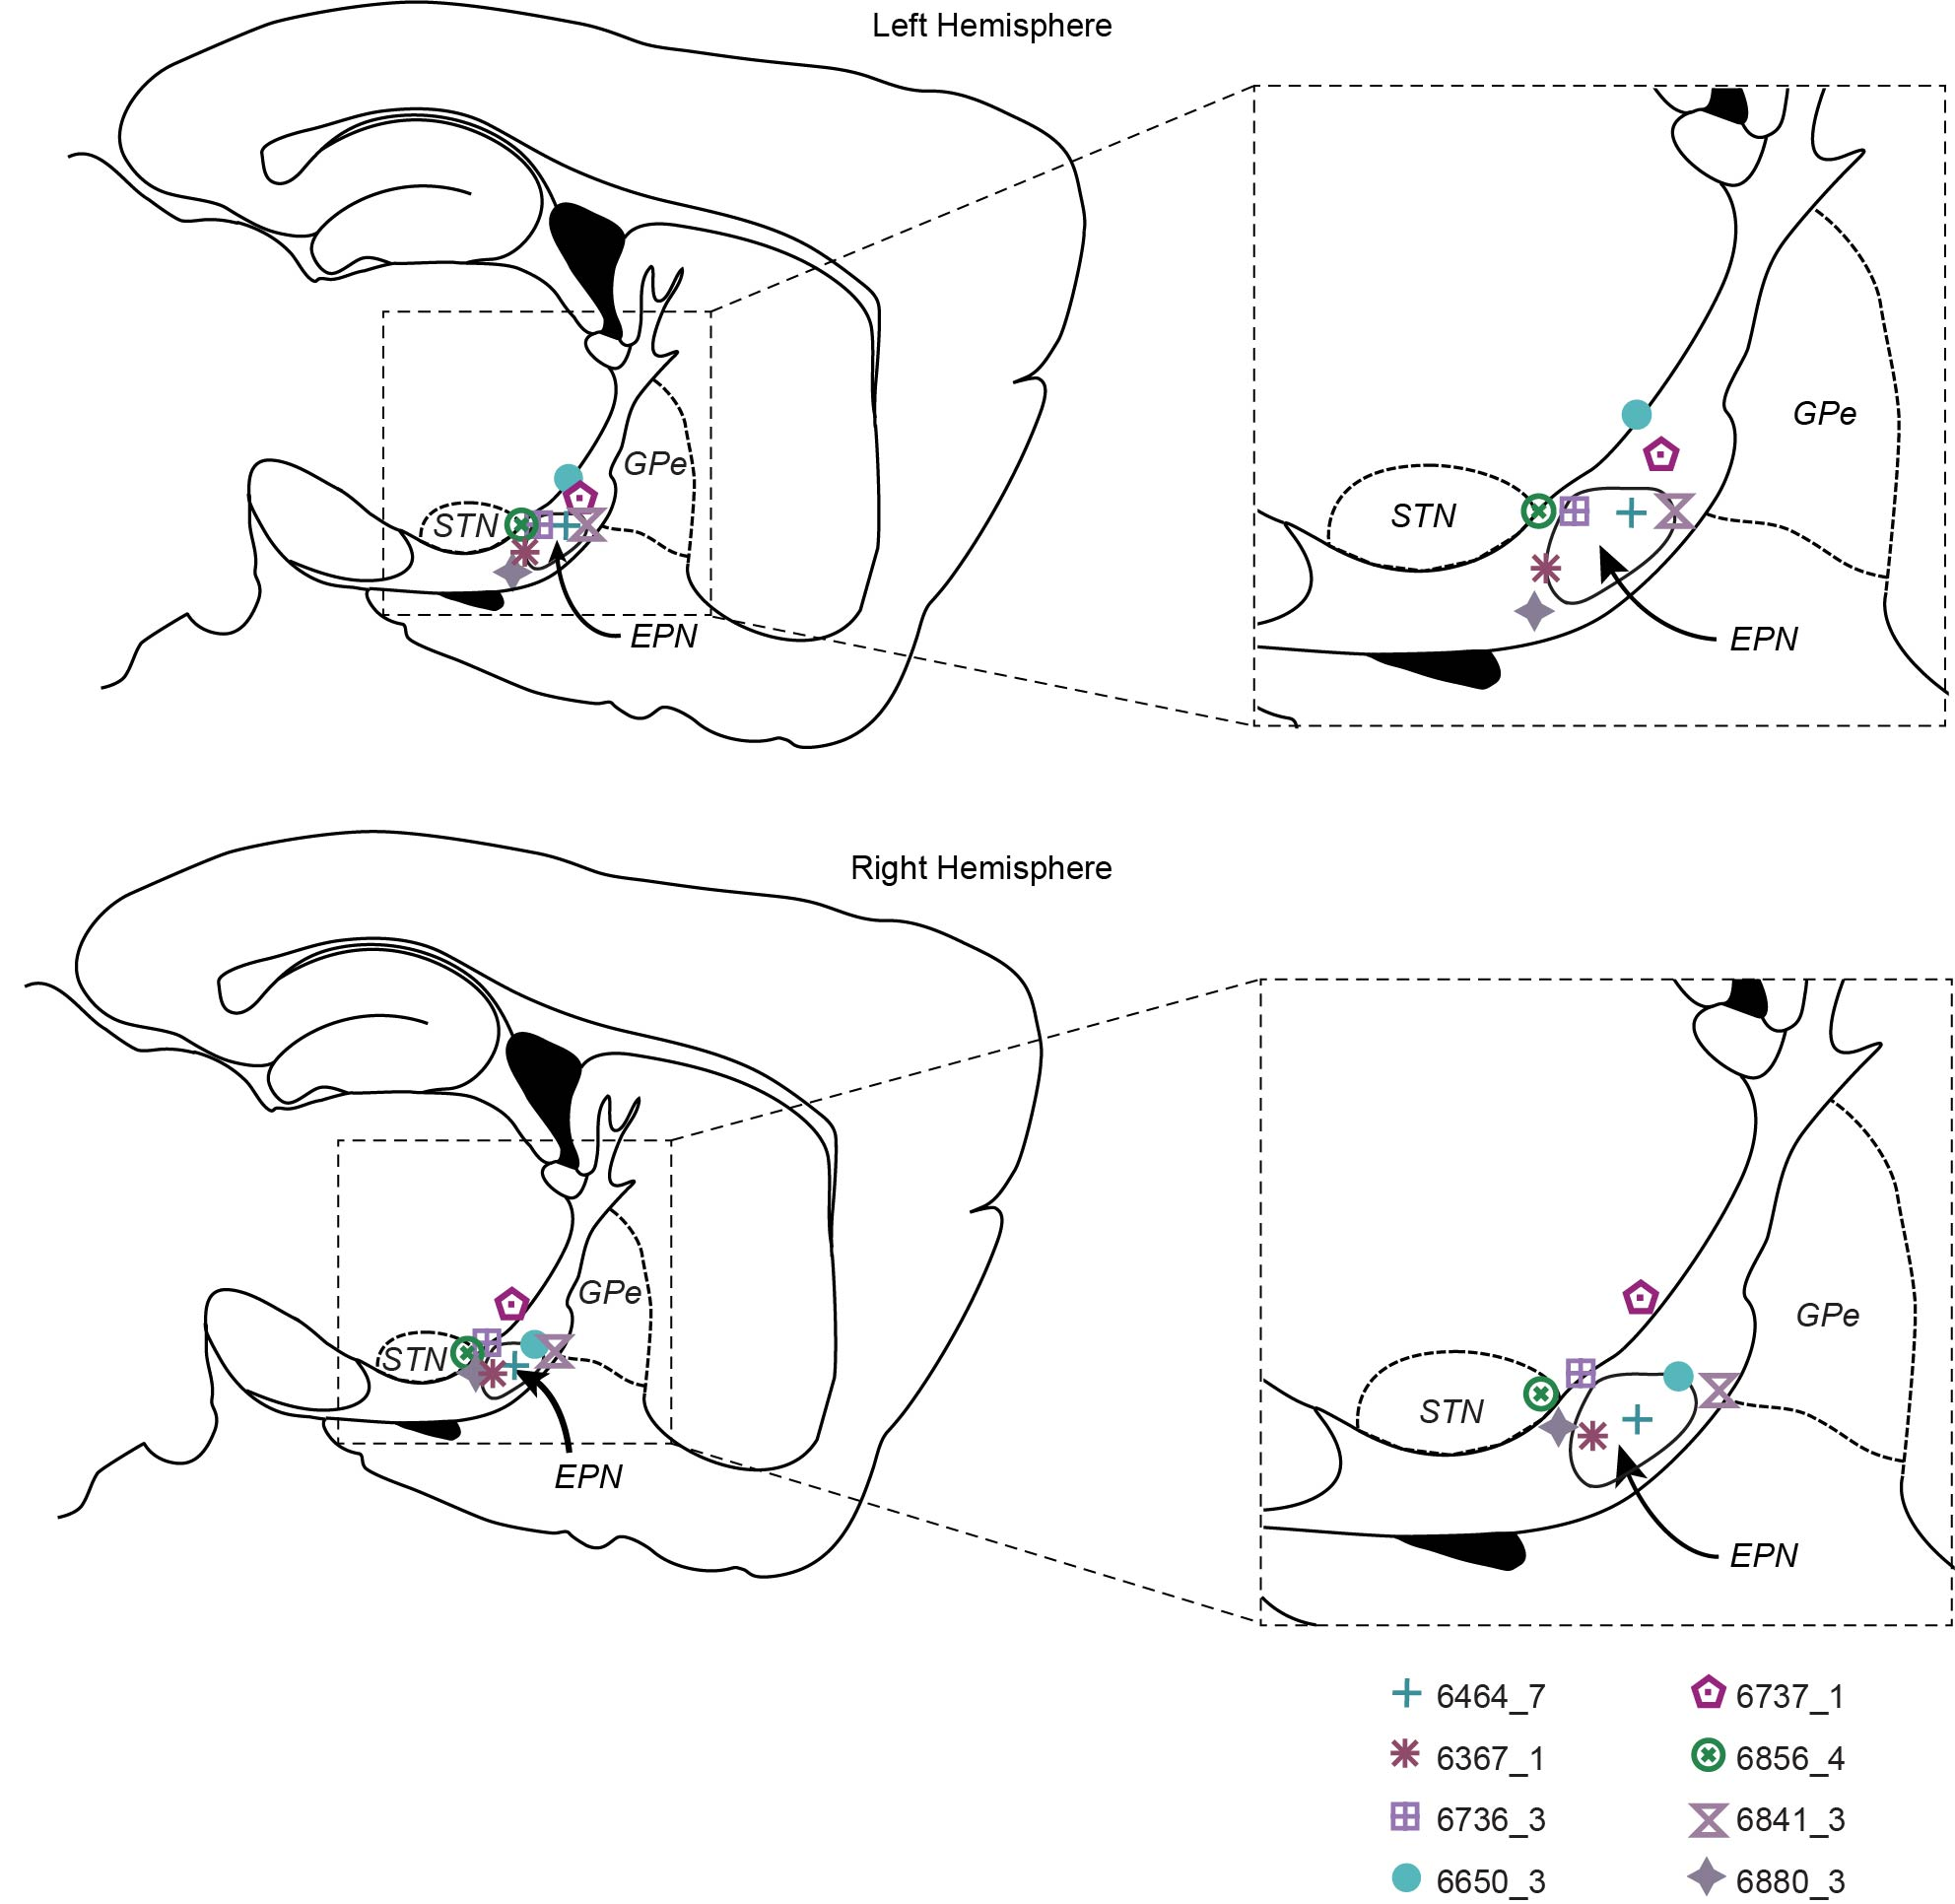 Left Hemisphere
GPe
STN
EPN
GPe
STN
EPN
Right Hemisphere
GPe
STN
EPN
GPe
STN
EPN
6464_7
6737_1
6367_1
6856_4
6736_3
6841_3
6650_3
6880_3